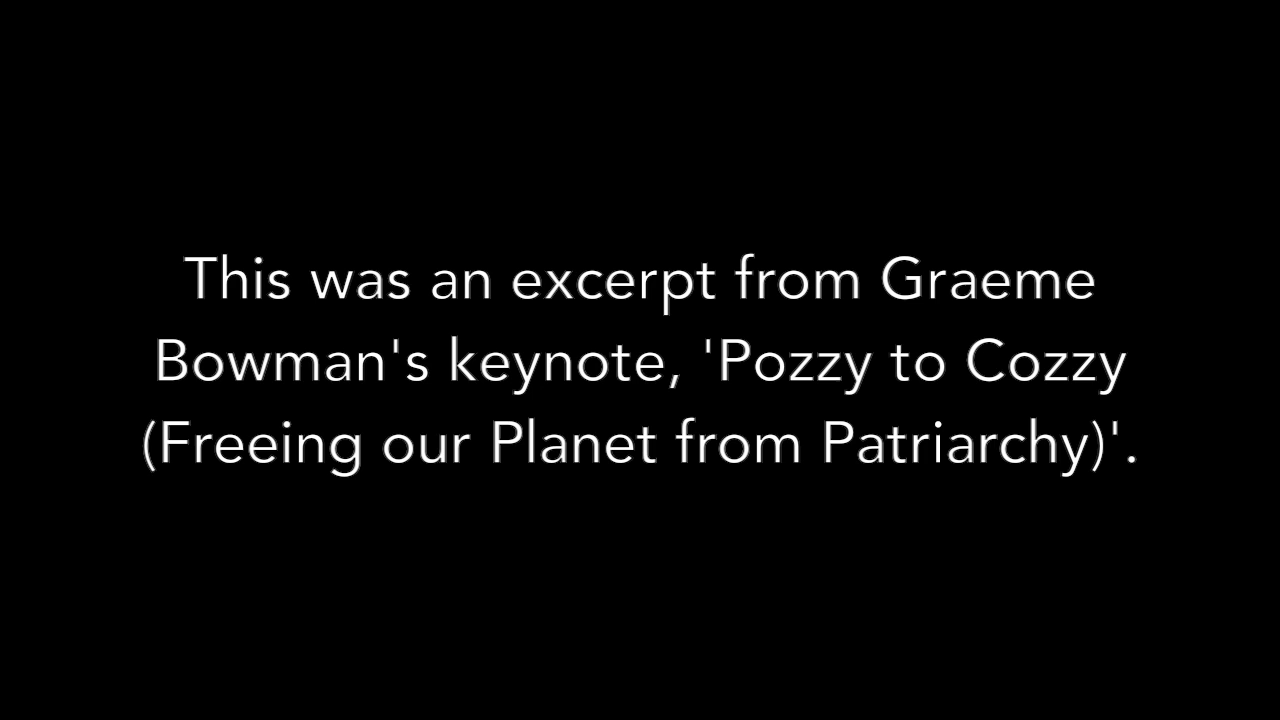 This was an excerpt from Graeme
Bowman's keynote, 'Pozzy to Cozzy
(Freeing our Planet from Patriarchy)'.